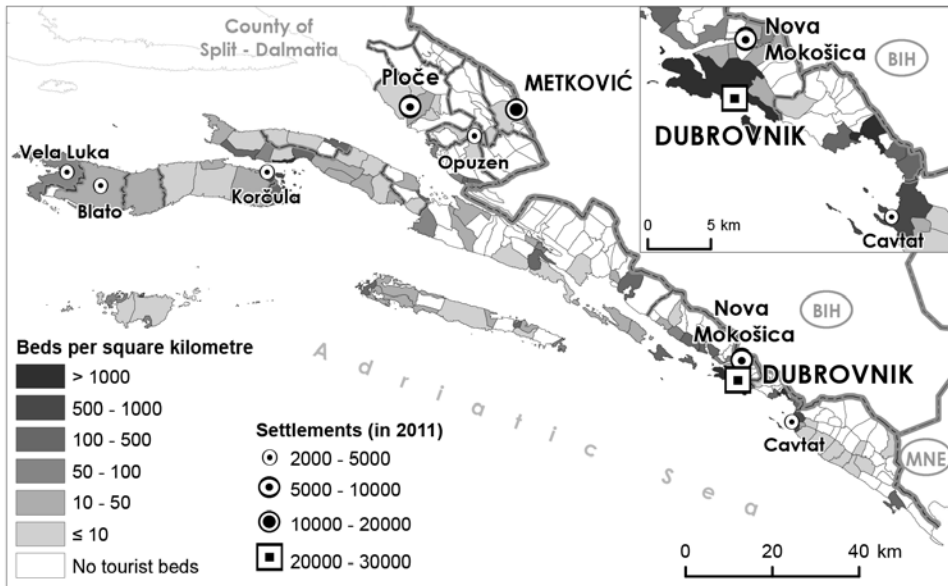 County of
Split - Dalmatia
Ploče
METKOVIĆ
Opuzen
Vela Luka
Blato
Korčula
Nova
Mokošica
BIH
DUBROVNIK
0 5 km
Cavtat
BIH
Nova
Mokošica
DUBROVNIK
Cavtat
MNE
Adriatic Sea
Beds per square kilometre
> 1000
500 - 1000
100 - 500
50 - 100
10 - 50
≤ 10
No tourist beds
Settlements (in 2011)
2000 - 5000
5000 - 10000
10000 - 20000
20000 - 30000
0 20 40 km